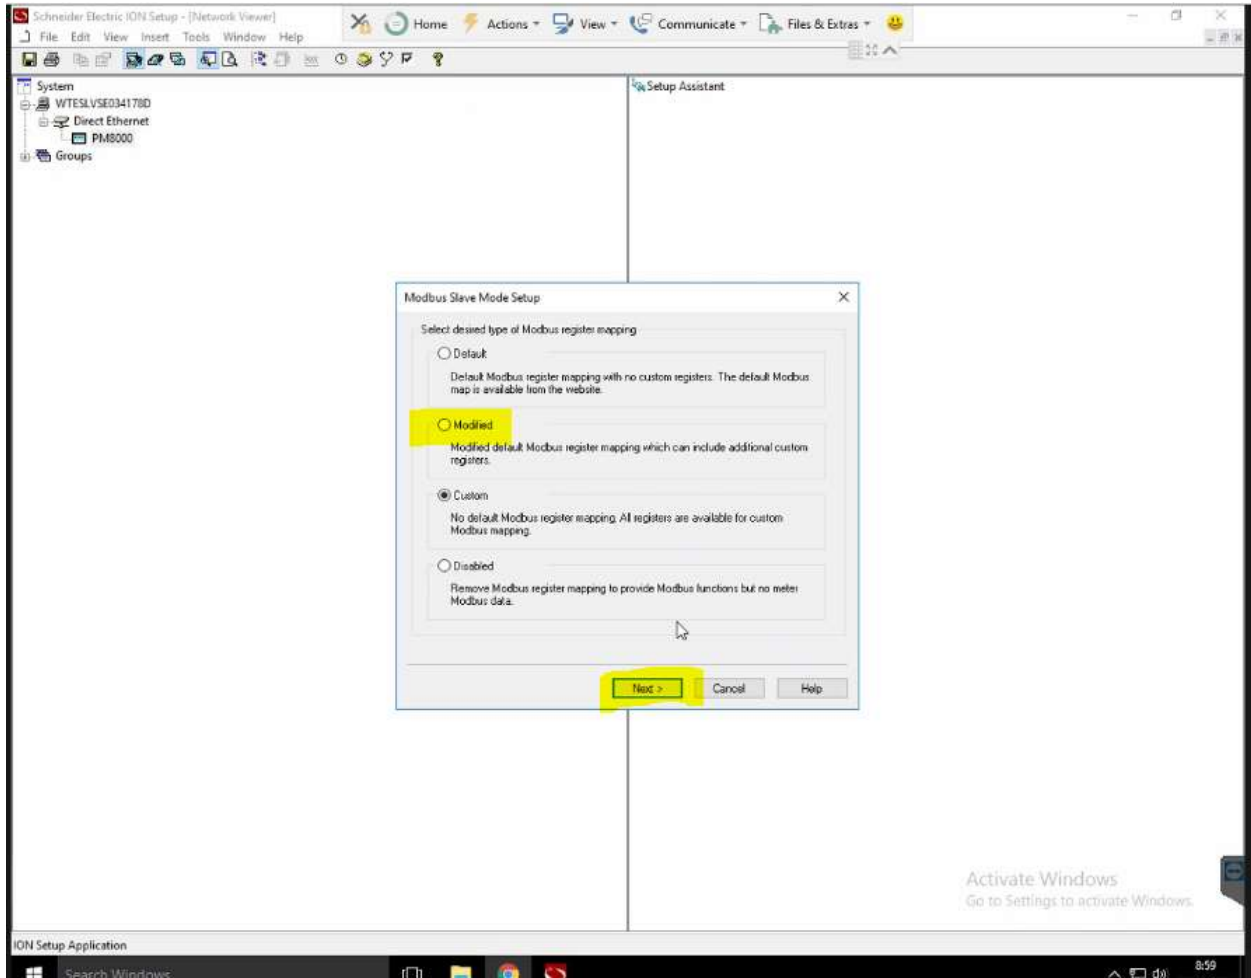 Schneider Electric ION Setup - [Network Viewer]
Home Actions View Communicate Files & Extras
File Edit View Insert Tools Window Help
System
WTESLVSE034178D
Direct Ethernet
PM8000
Groups
Setup Assistant
Modbus Slave Mode Setup
Select desired type of Modbus register mapping
Default
Default Modbus register mapping with no custom registers. The default Modbus
map is available from the website.
Modified
Modified default Modbus register mapping which can include additional custom
registers.
Custom
No default Modbus register mapping. All registers are available for custom
Modbus mapping.
Disabled
Remove Modbus register mapping to provide Modbus functions but no meter
Modbus data.
Next >
Cancel
Help
Activate Windows
Go to Settings to activate Windows.
ION Setup Application
Search Windows
8:59